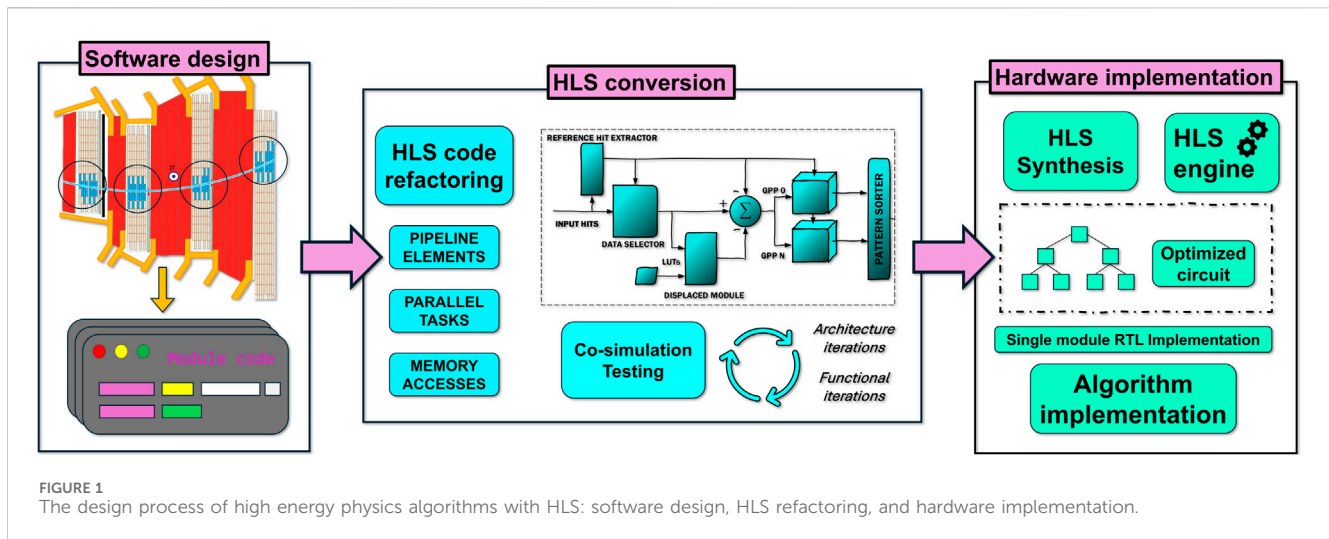 Software design
Module code
HLS conversion
HLS code
refactoring
PIPELINE
ELEMENTS
PARALLEL
TASKS
MEMORY
ACCESSES
REFERENCE HIT EXTRACTOR
INPUT HITS
DATA SELECTOR
LUTs
DISPLACED MODULE
+
−
−
Σ
GPP 0
GPP N
PATTERN SORTER
Co-simulation
Testing
Architecture
iterations
Functional
iterations
Hardware implementation
HLS
Synthesis
HLS
engine
Optimized
circuit
Single module RTL Implementation
Algorithm
implementation
FIGURE 1
The design process of high energy physics algorithms with HLS: software design, HLS refactoring, and hardware implementation.